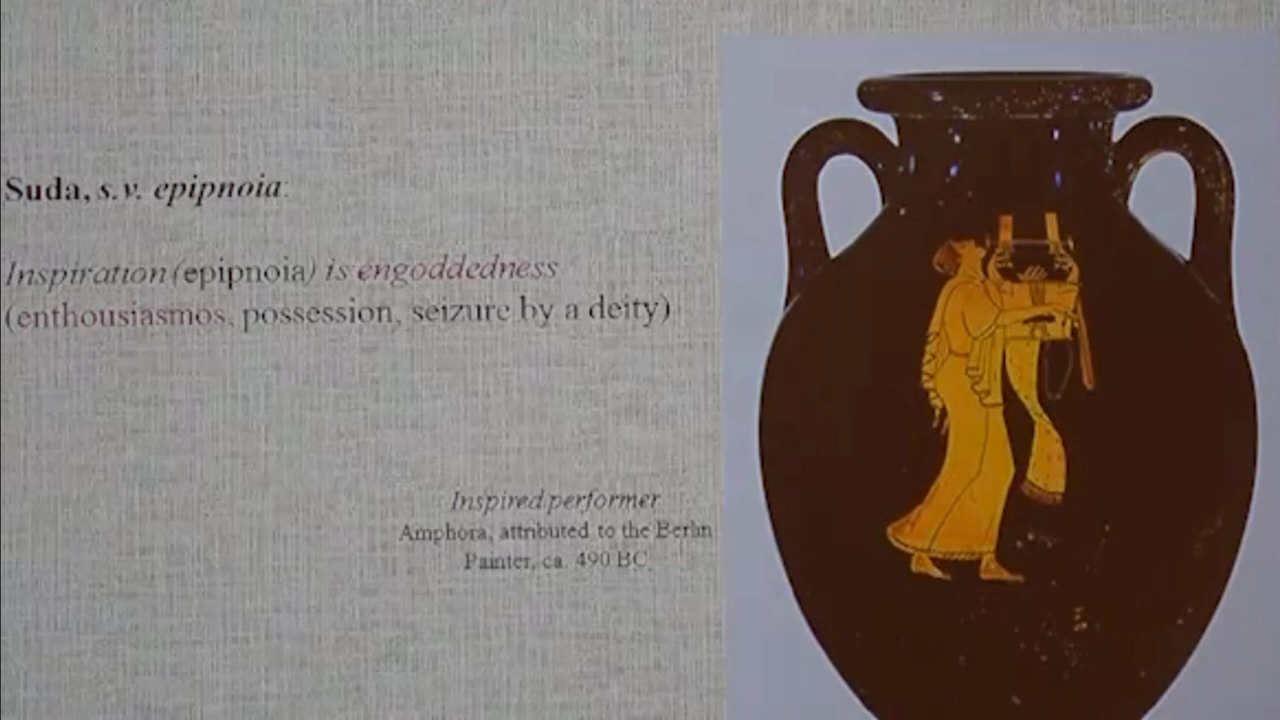 Suda, s.v. epipnoia:
Inspiration (epipnoia) is engoddedness
(enthousiasmos, possession, seizure by a deity)
Inspired performer
Amphora, attributed to the Berlin
Painter, ca. 490 BC